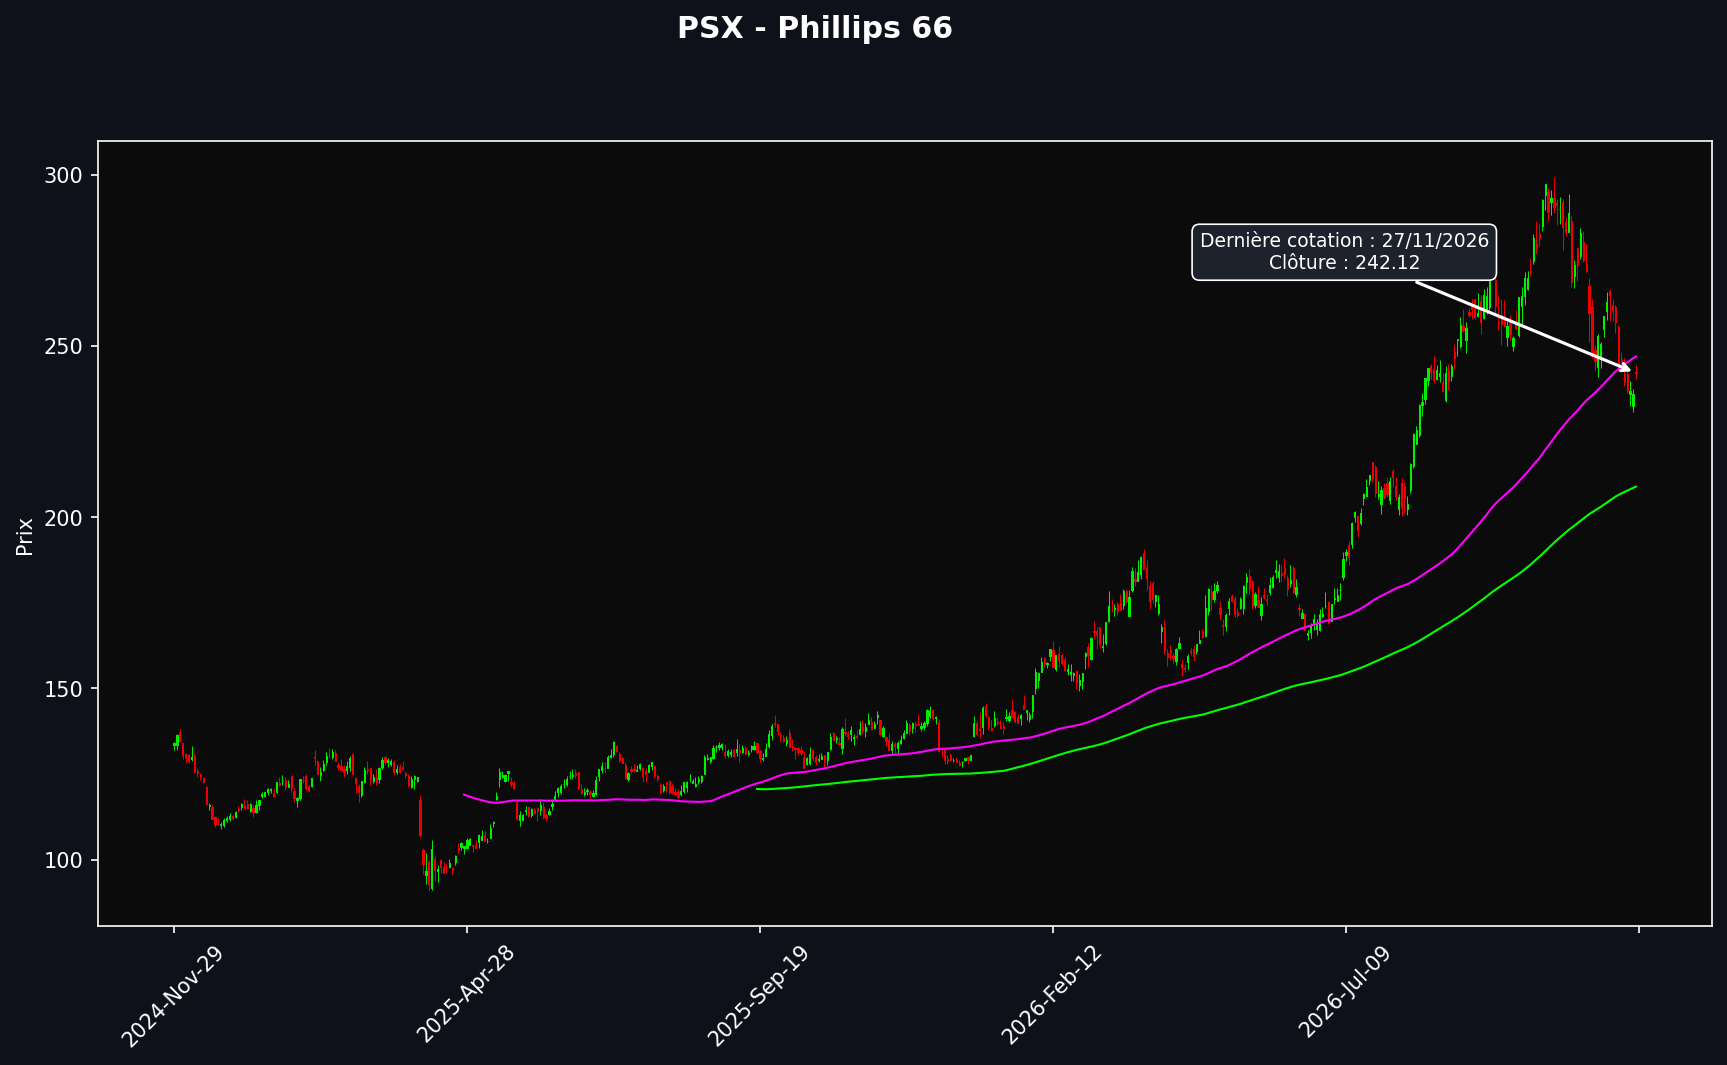 PSX - Phillips 66
Dernière cotation : 27/11/2026
Clôture : 242.12
Prix
300
250
200
150
100
2024-Nov-29
2025-Apr-28
2025-Sep-19
2026-Feb-12
2026-Jul-09